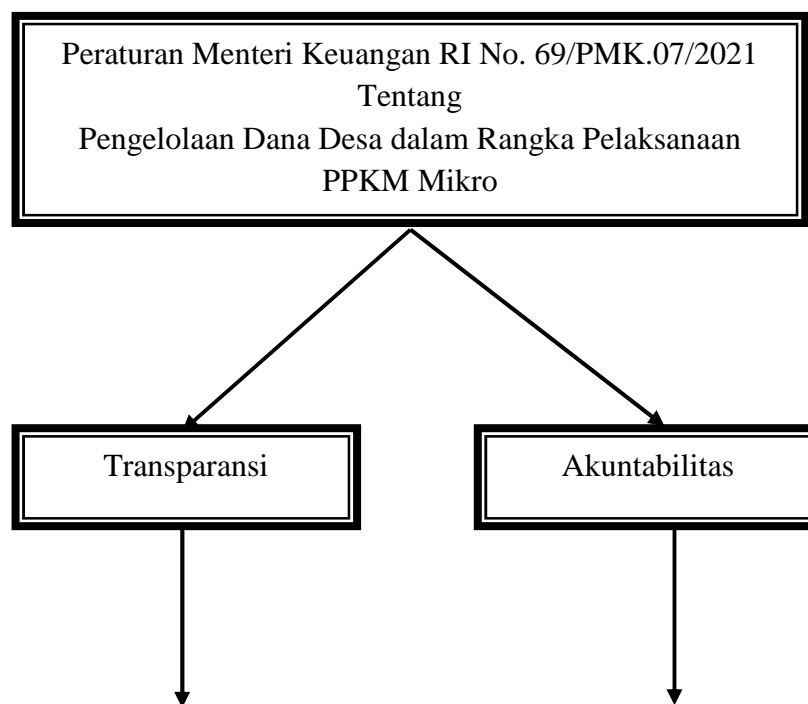 Peraturan Menteri Keuangan RI No. 69/PMK.07/2021
Tentang
Pengelolaan Dana Desa dalam Rangka Pelaksanaan
PPKM Mikro
Transparansi
Akuntabilitas